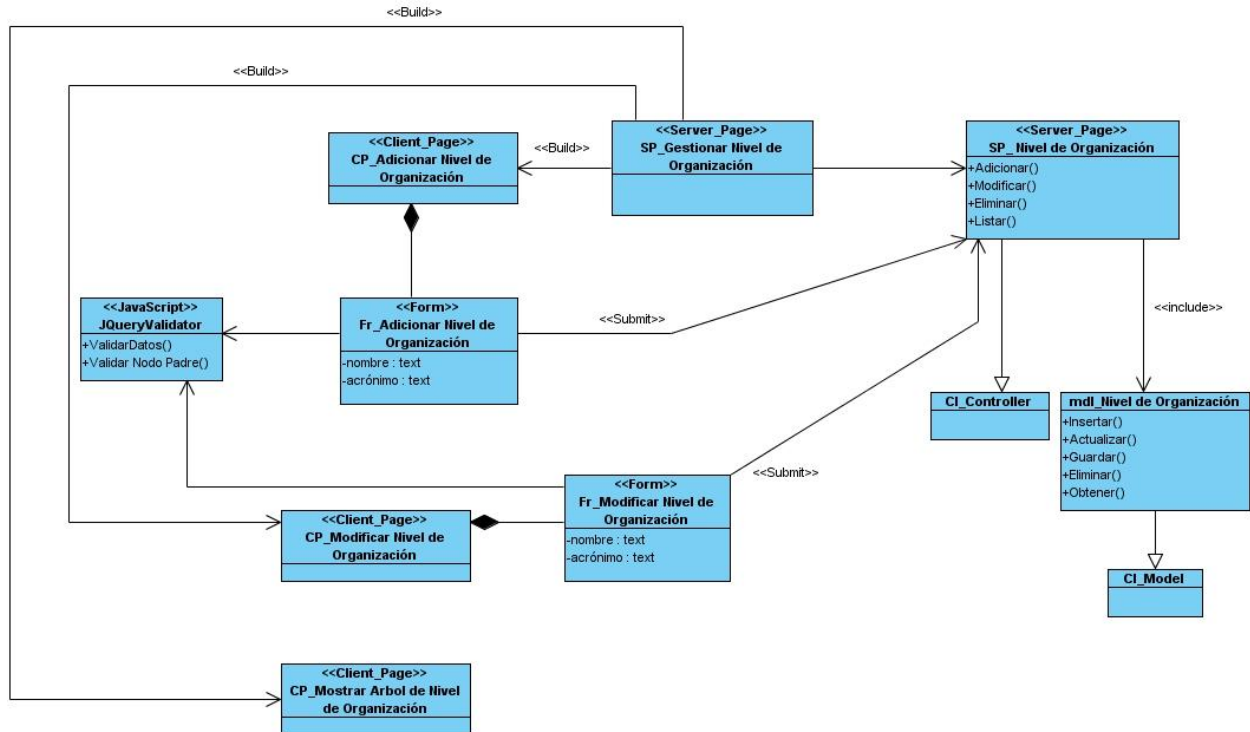 <<Build>>
<<Build>>
<<Client_Page>>
CP_Adicionar Nivel de
Organización
<<Build>>
<<Server_Page>>
SP_Gestionar Nivel de
Organización
<<Server_Page>>
SP_ Nivel de Organización
+Adicionar()
+Modificar()
+Eliminar()
+Listar()
<<JavaScript>>
JQueryValidator
+ValidarDatos()
+Validar Nodo Padre()
<<Form>>
Fr_Adicionar Nivel de
Organización
-nombre : text
-acrónimo : text
<<Submit>>
<<include>>
CI_Controller
mdl_Nivel de Organización
+Insertar()
+Actualizar()
+Guardar()
+Eliminar()
+Obtener()
<<Submit>>
<<Form>>
Fr_Modificar Nivel de
Organización
-nombre : text
-acrónimo : text
<<Client_Page>>
CP_Modificar Nivel de
Organización
CI_Model
<<Client_Page>>
CP_Mostrar Arbol de Nivel
de Organización